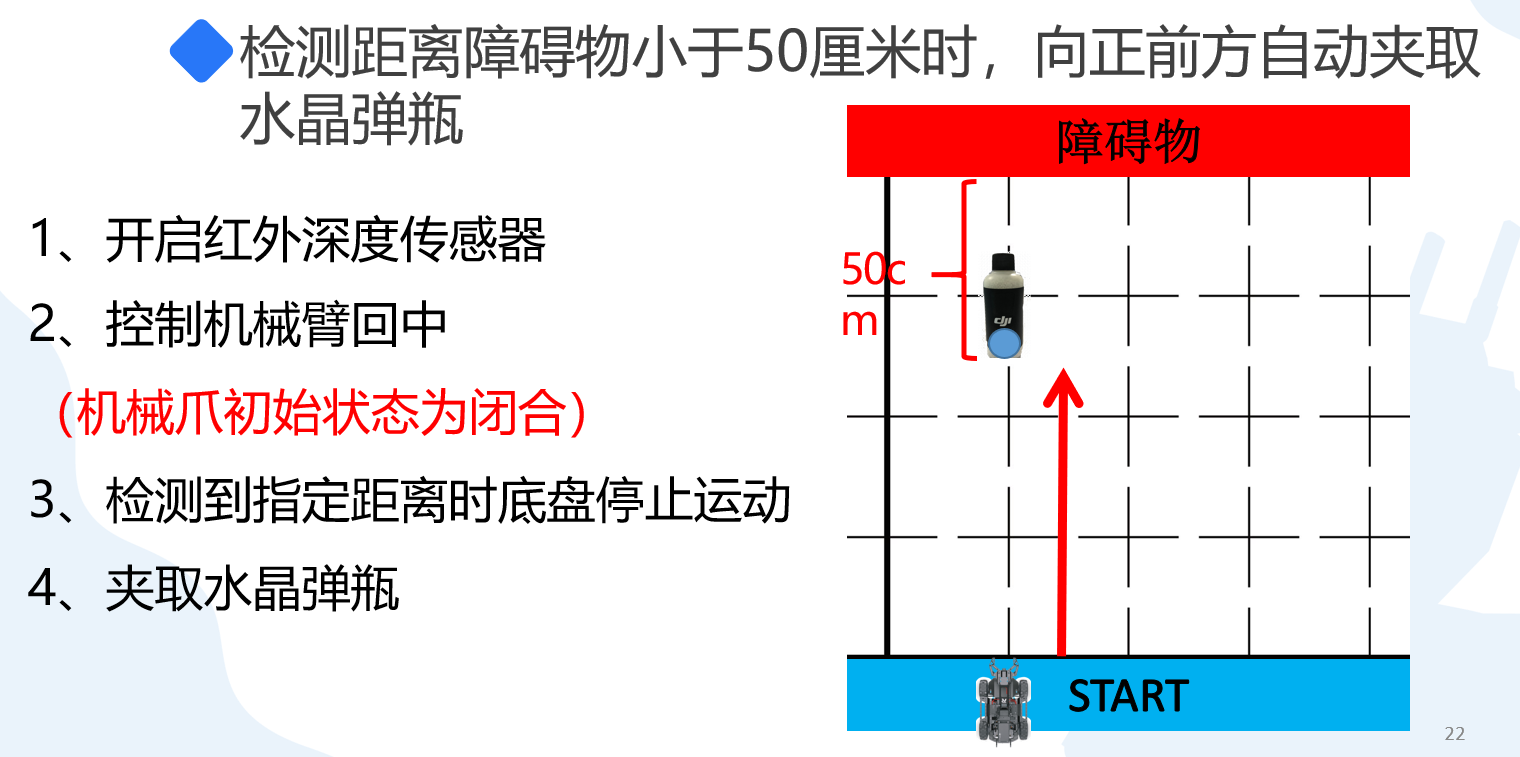 检测距离障碍物小于50厘米时，向正前方自动夹取
水晶弹瓶
障碍物
1、开启红外深度传感器
2、控制机械臂回中
（机械爪初始状态为闭合）
3、检测到指定距离时底盘停止运动
4、夹取水晶弹瓶
50c
m
dji
START
22